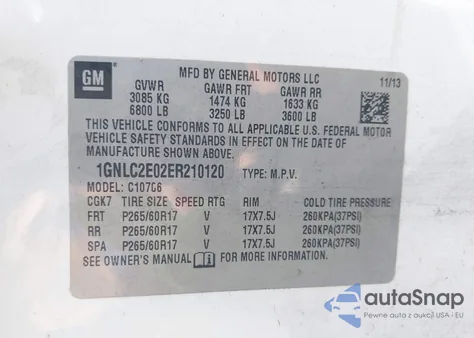 GM
MFD BY GENERAL MOTORS LLC
11/13
GVWR GAWR FRT GAWR RR
3085 KG 1474 KG 1633 KG
6800 LB 3250 LB 3600 LB
THIS VEHICLE CONFORMS TO ALL APPLICABLE U.S. FEDERAL MOTOR
VEHICLE SAFETY STANDARDS IN EFFECT ON THE DATE OF
MANUFACTURE SHOWN ABOVE.
1GNLC2E02ER210120 TYPE: M.P.V.
MODEL: C10706
CGK7 TIRE SIZE SPEED RTG RIM COLD TIRE PRESSURE
FRT P265/60R17 V 17X7.5J 260KPA(37PSI)
RR P265/60R17 V 17X7.5J 260KPA(37PSI)
SPA P265/60R17 V 17X7.5J 260KPA(37PSI)
SEE OWNER'S MANUAL FOR MORE INFORMATION.
autoSnap
Pewne auta z aukcji USA i EU